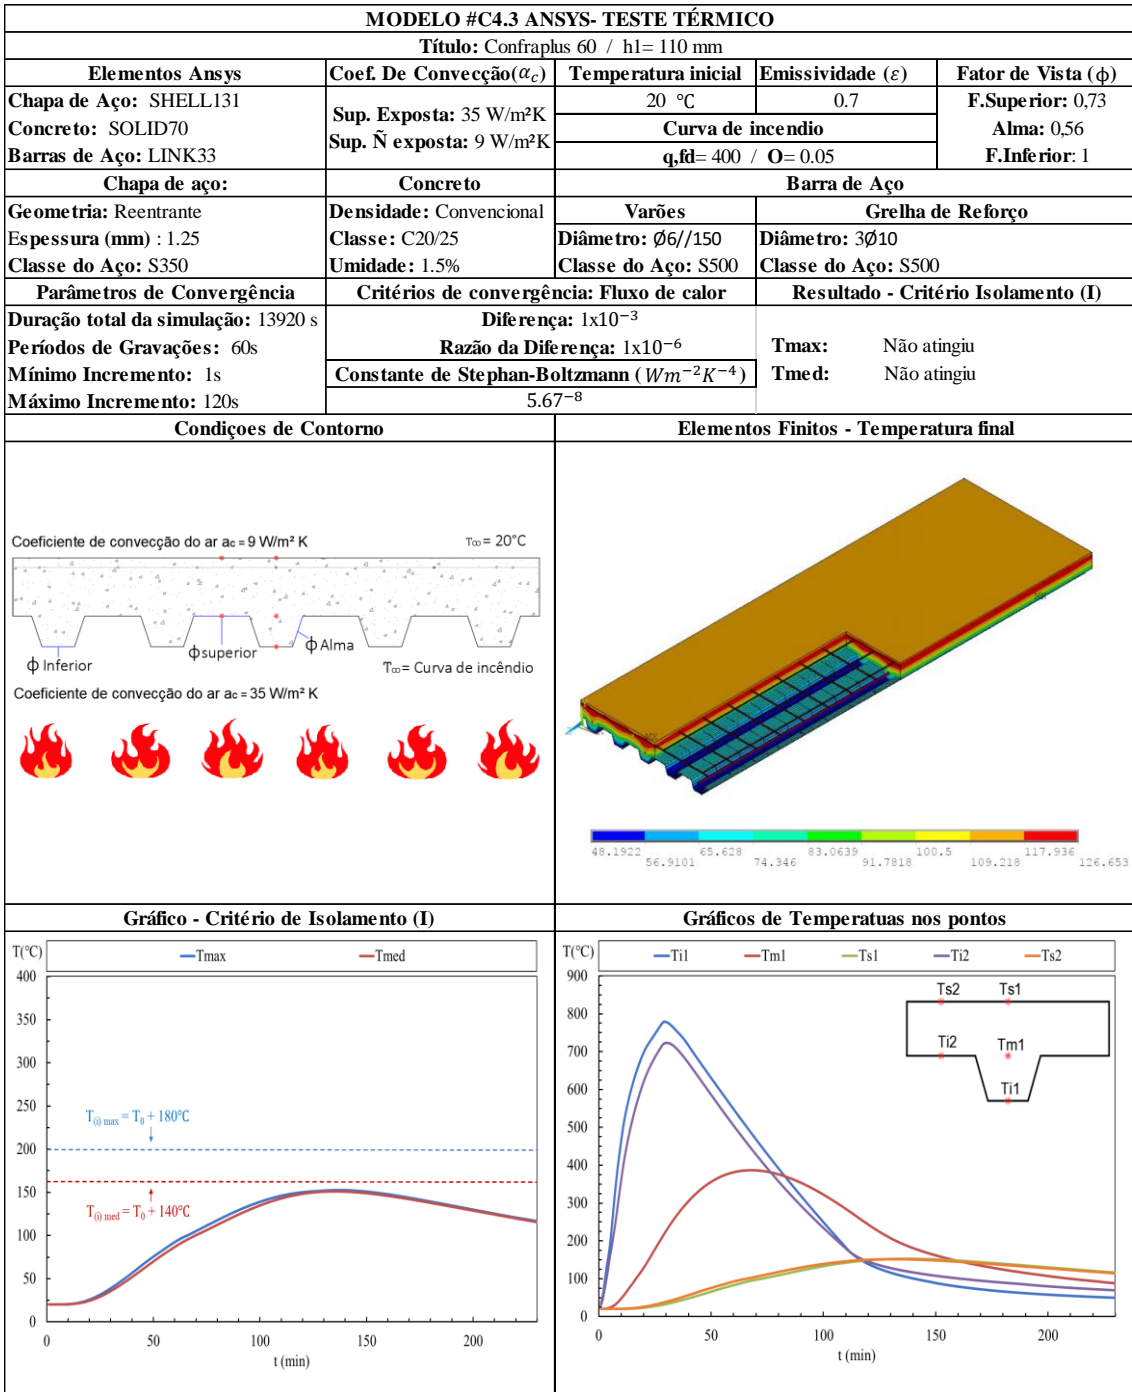 MODELO #C4.3 ANSYS- TESTE TÉRMICO
Título: Confraplus 60 / h1= 110 mm
Elementos Ansys
Coef. De Convecção(α_c)
Temperatura inicial
Emissividade (ε)
Fator de Vista (ϕ)
Chapa de Aço: SHELL131
Concreto: SOLID70
Barras de Aço: LINK33
Sup. Exposta: 35 W/m²K
Sup. Ñ exposta: 9 W/m²K
20 °C
0.7
Curva de incendio
q,fd= 400 / O= 0.05
F.Superior: 0,73
Alma: 0,56
F.Inferior: 1
Chapa de aço:
Concreto
Barra de Aço
Geometria: Reentrante
Espessura (mm) : 1.25
Classe do Aço: S350
Densidade: Convencional
Classe: C20/25
Umidade: 1.5%
Varões
Diâmetro: Ø6//150
Classe do Aço: S500
Grelha de Reforço
Diâmetro: 3Ø10
Classe do Aço: S500
Parâmetros de Convergência
Critérios de convergência: Fluxo de calor
Resultado - Critério Isolamento (I)
Duração total da simulação: 13920 s
Períodos de Gravações: 60s
Mínimo Incremento: 1s
Máximo Incremento: 120s
Diferença: 1x10⁻³
Razão da Diferença: 1x10⁻⁶
Constante de Stephan-Boltzmann ( Wm⁻²K⁻⁴)
5.67⁻⁸
Tmax: Não atingiu
Tmed: Não atingiu
Condiçoes de Contorno
Elementos Finitos - Temperatura final
Coeficiente de convecção do ar ac = 9 W/m² K
T∞= 20°C
ϕ Inferior
ϕsuperior
ϕ Alma
T∞= Curva de incêndio
Coeficiente de convecção do ar ac = 35 W/m² K
48.1922
56.9101
65.628
74.346
83.0639
91.7818
100.5
109.218
117.936
126.653
Gráfico - Critério de Isolamento (I)
Gráficos de Temperatuas nos pontos
T(°C)
Tmax
Tmed
400
350
300
250
200
150
100
50
0
T(i) max = T0 + 180°C
T(i) med = T0 + 140°C
0
50
100
150
200
t (min)
T(°C)
Ti1
Tm1
Ts1
Ti2
Ts2
900
800
700
600
500
400
300
200
100
0
Ts2
Ts1
Ti2
Tm1
Ti1
0
50
100
150
200
t (min)